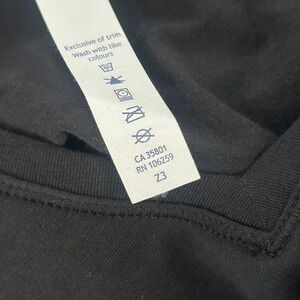 Exclusive of trim
Wash with like
colours
CA 35801
RN 106259
Z3